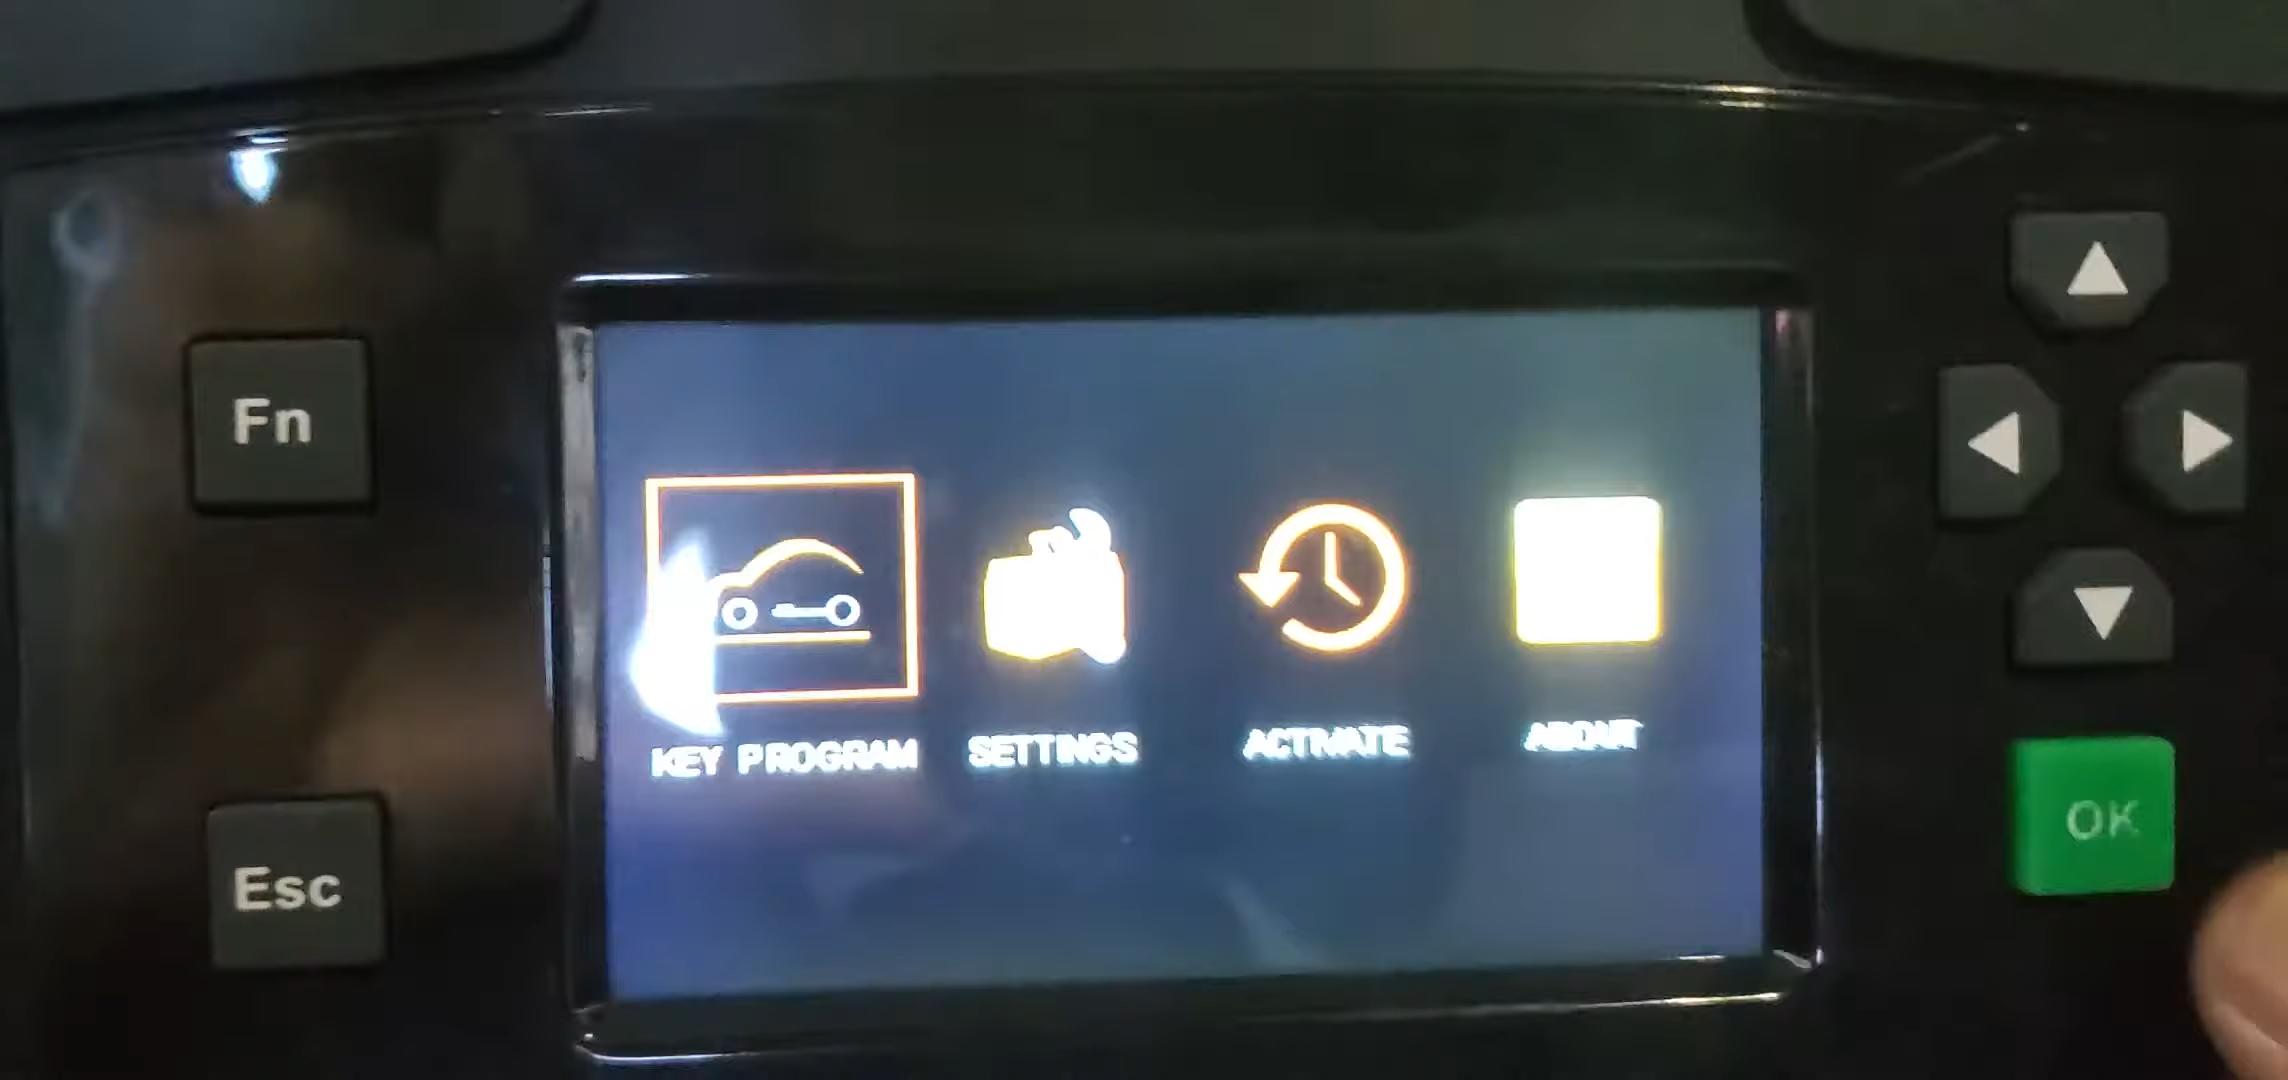 Fn
KEY PROGRAM
SETTINGS
ACTIVATE
ABOUT
OK
Esc